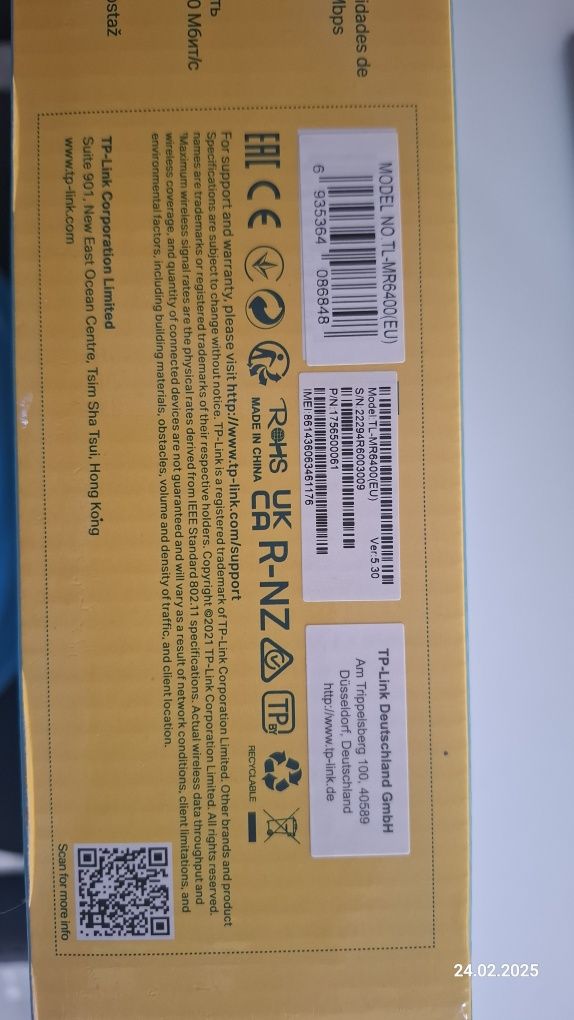 idades de
Mbps
ть
0 Мбит/с
ostaž
MODEL NO.TL-MR6400(EU)
6 935364 086848
Model:TL-MR6400(EU) Ver:5.30
S/N:22294R6003009
P/N:1756500061
IMEI:861436063461176
TP-Link Deutschland GmbH
Am Trippelsberg 100, 40589
Düsseldorf, Deutschland
http://www.tp-link.de
EAC CE RoHS UK CA R-NZ TP BY
MADE IN CHINA
RECYCLABLE
For support and warranty, please visit http://www.tp-link.com/support
Specifications are subject to change without notice. TP-Link is a registered trademark of TP-Link Corporation Limited. Other brands and product
names are trademarks or registered trademarks of their respective holders. Copyright ©2021 TP-Link Corporation Limited. All rights reserved.
*Maximum wireless signal rates are the physical rates derived from IEEE Standard 802.11 specifications. Actual wireless data throughput and
wireless coverage, and quantity of connected devices are not guaranteed and will vary as a result of network conditions, client limitations, and
environmental factors, including building materials, obstacles, volume and density of traffic, and client location.
TP-Link Corporation Limited
Suite 901, New East Ocean Centre, Tsim Sha Tsui, Hong Kong
www.tp-link.com
Scan for more info
24.02.2025